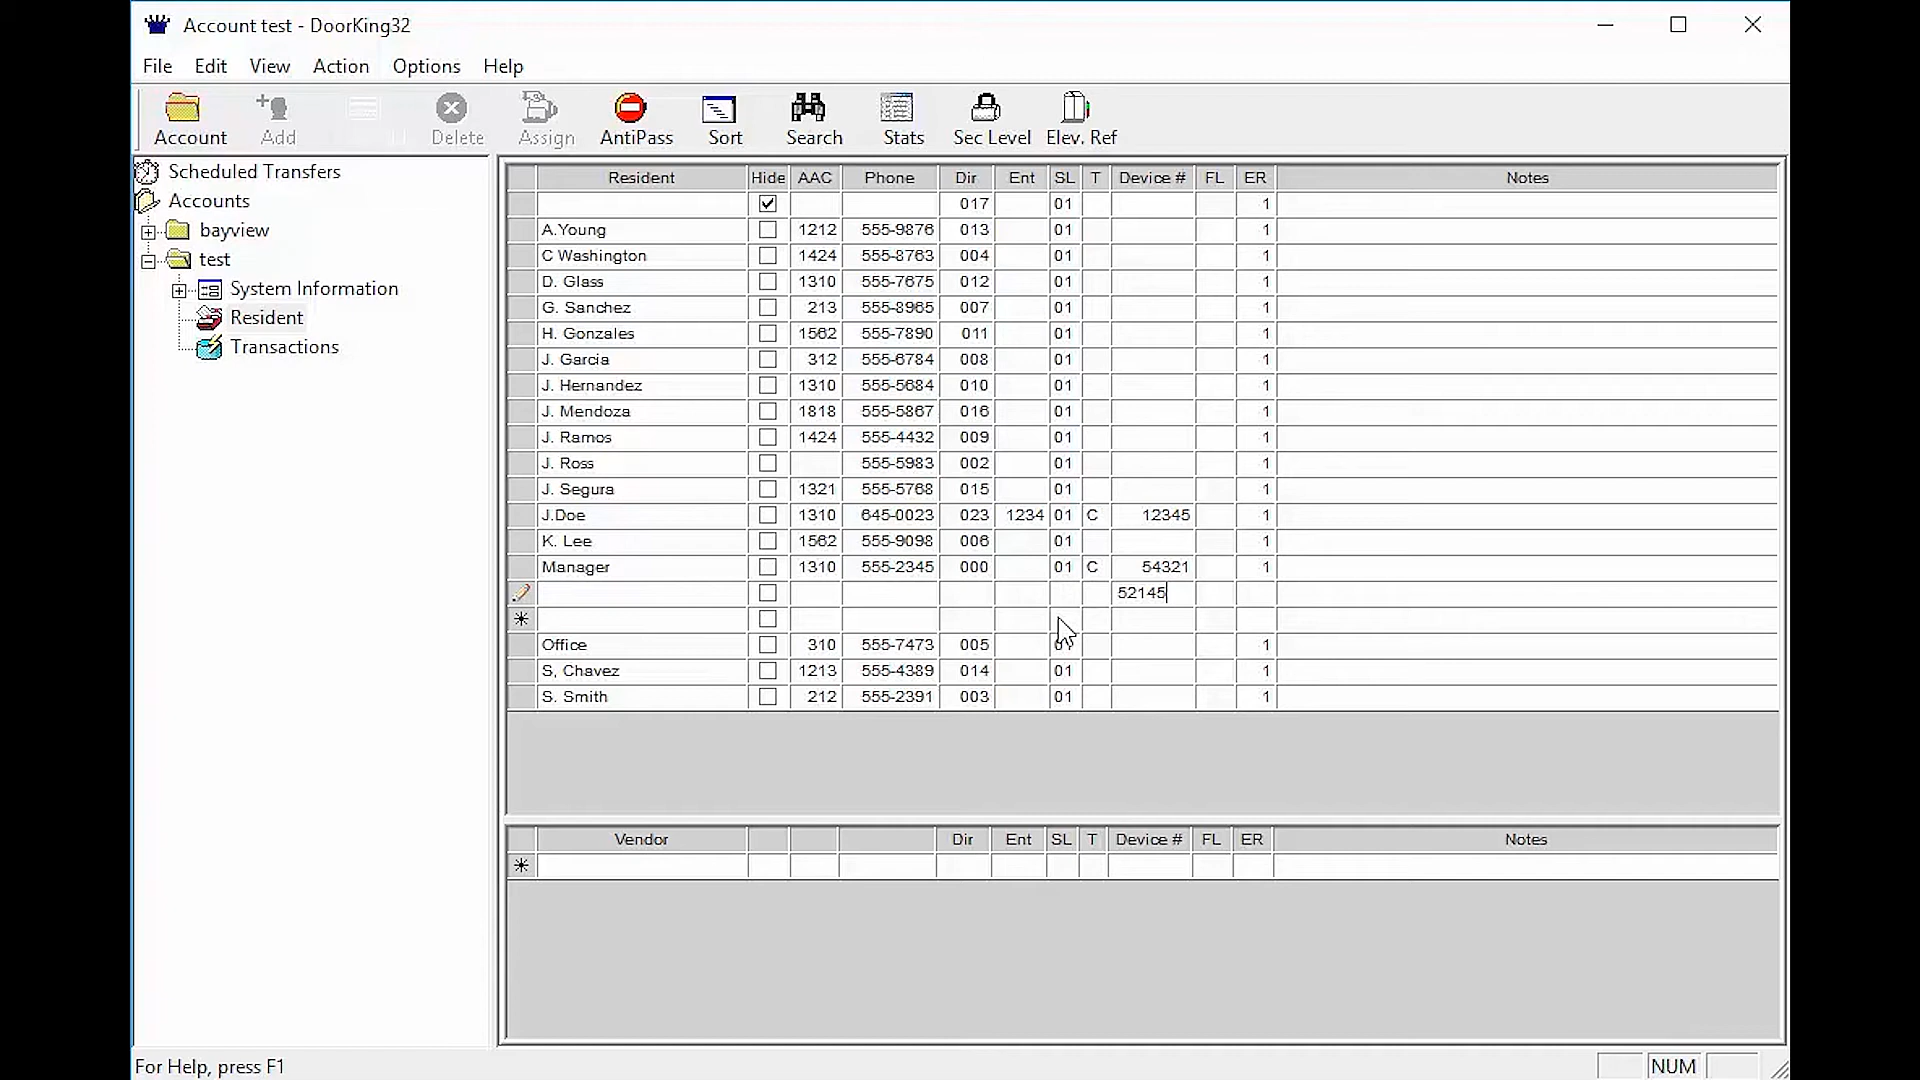 Account test - DoorKing32
File Edit View Action Options Help
Account Add Delete Assign AntiPass Sort Search Stats Sec Level Elev. Ref
Scheduled Transfers
Accounts
bayview
test
System Information
Resident
Transactions
Resident Hide AAC Phone Dir Ent SL T Device # FL ER Notes
017 01 1
A.Young 1212 555-9876 013 01 1
C Washington 1424 555-8763 004 01 1
D. Glass 1310 555-7675 012 01 1
G. Sanchez 213 555-8965 007 01 1
H. Gonzales 1562 555-7890 011 01 1
J. Garcia 312 555-6784 008 01 1
J. Hernandez 1310 555-5684 010 01 1
J. Mendoza 1818 555-5867 016 01 1
J. Ramos 1424 555-4432 009 01 1
J. Ross 555-5983 002 01 1
J. Segura 1321 555-5768 015 01 1
J.Doe 1310 645-0023 023 1234 01 C 12345 1
K. Lee 1562 555-9098 006 01 1
Manager 1310 555-2345 000 01 C 54321 1
52145
Office 310 555-7473 005 01 1
S, Chavez 1213 555-4389 014 01 1
S. Smith 212 555-2391 003 01 1
Vendor Dir Ent SL T Device # FL ER Notes
For Help, press F1
NUM